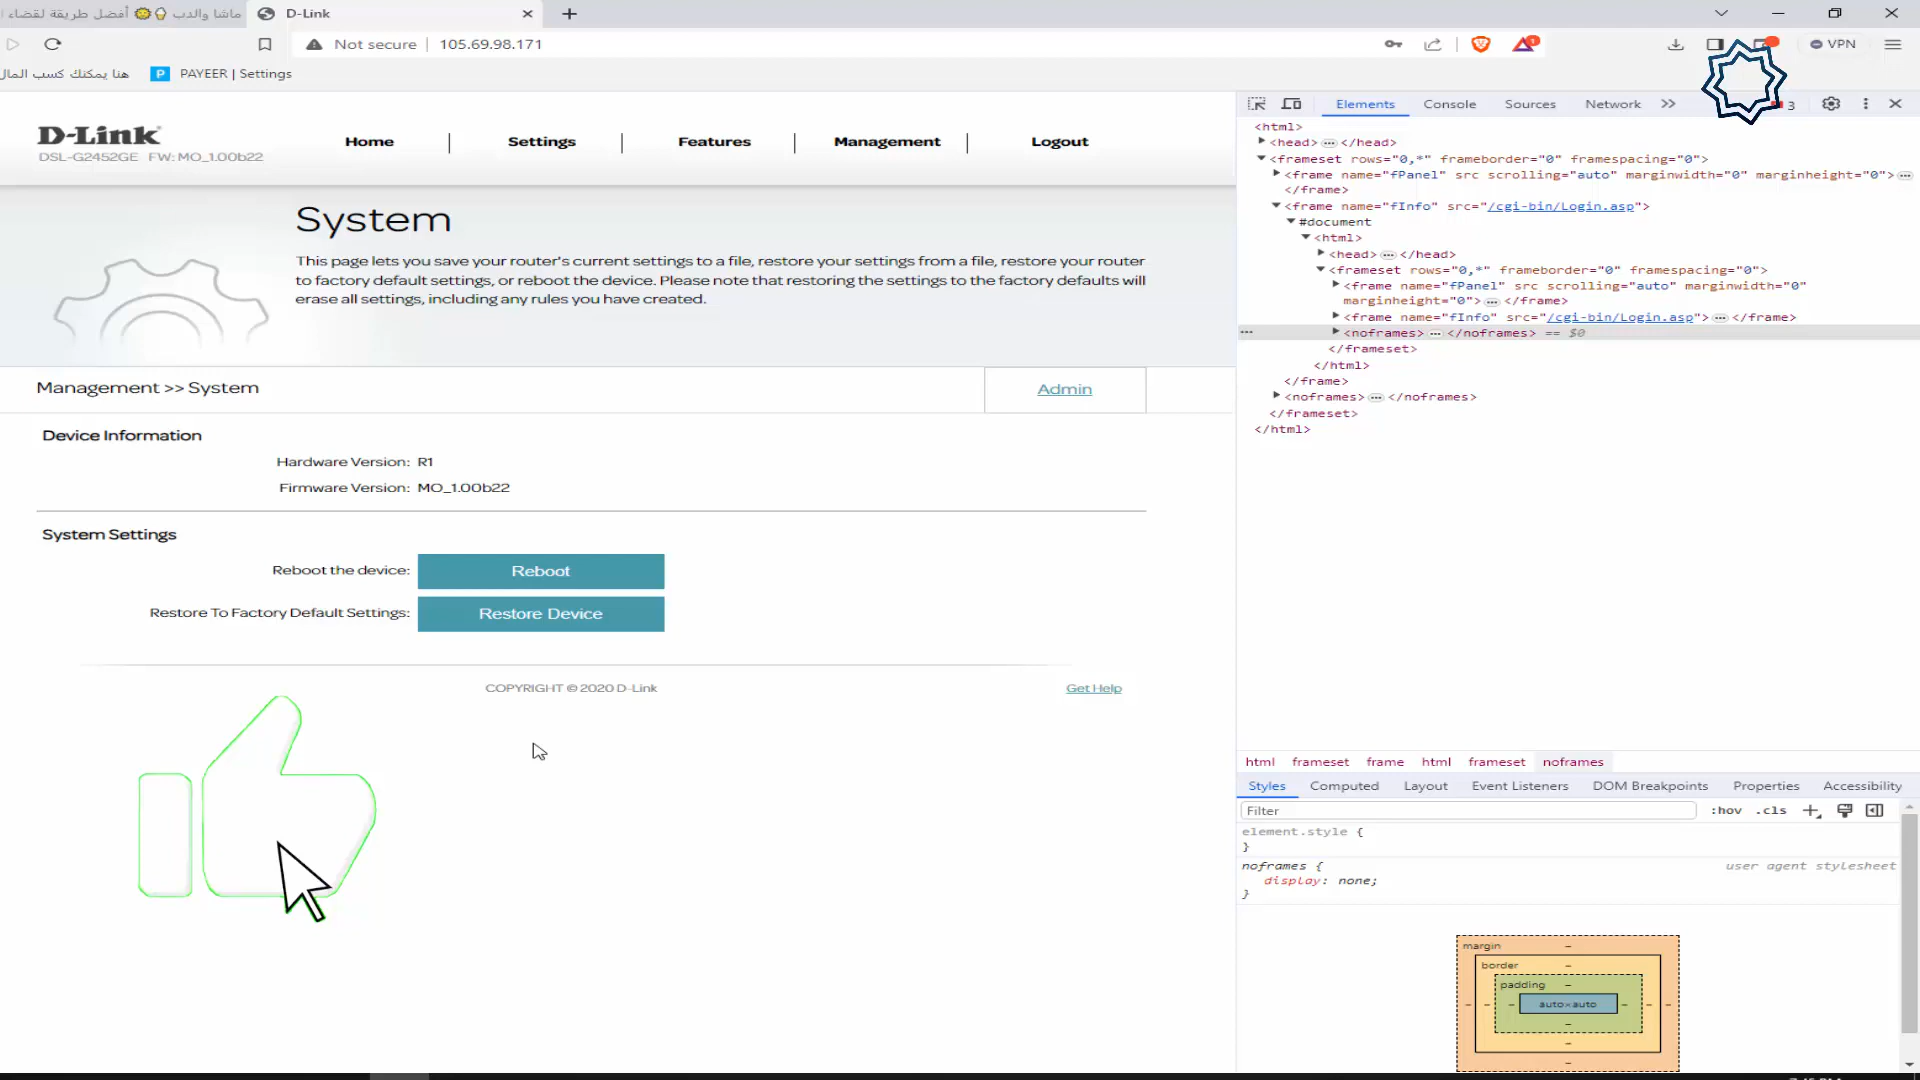 ماشا والدب أفضل طريقة لقضاء ا
D-Link
Not secure
105.69.98.171
1
VPN
هنا يمكنك كسب المال
P PAYEER | Settings
D-Link
DSL-G2452GE FW: MO_1.00b22
Home
Settings
Features
Management
Logout
System
This page lets you save your router's current settings to a file, restore your settings from a file, restore your router
to factory default settings, or reboot the device. Please note that restoring the settings to the factory defaults will
erase all settings, including any rules you have created.
Management >> System
Admin
Device Information
Hardware Version: R1
Firmware Version: MO_1.00b22
System Settings
Reboot the device:
Reboot
Restore To Factory Default Settings:
Restore Device
COPYRIGHT © 2020 D-Link
Get Help
Elements
Console
Sources
Network
3
<html>
<head> … </head>
<frameset rows="0,*" frameborder="0" framespacing="0">
<frame name="fPanel" src scrolling="auto" marginwidth="0" marginheight="0"> …
</frame>
<frame name="fInfo" src="/cgi-bin/Login.asp">
#document
<html>
<head> … </head>
<frameset rows="0,*" frameborder="0" framespacing="0">
<frame name="fPanel" src scrolling="auto" marginwidth="0"
marginheight="0"> … </frame>
<frame name="fInfo" src="/cgi-bin/Login.asp"> … </frame>
<noframes> … </noframes> == $0
</frameset>
</html>
</frame>
<noframes> … </noframes>
</frameset>
</html>
html frameset frame html frameset noframes
Styles Computed Layout Event Listeners DOM Breakpoints Properties Accessibility
Filter
:hov .cls
element.style {
}
noframes {
user agent stylesheet
display: none;
}
margin –
border –
padding –
– – – auto×auto – – –
–
–
–